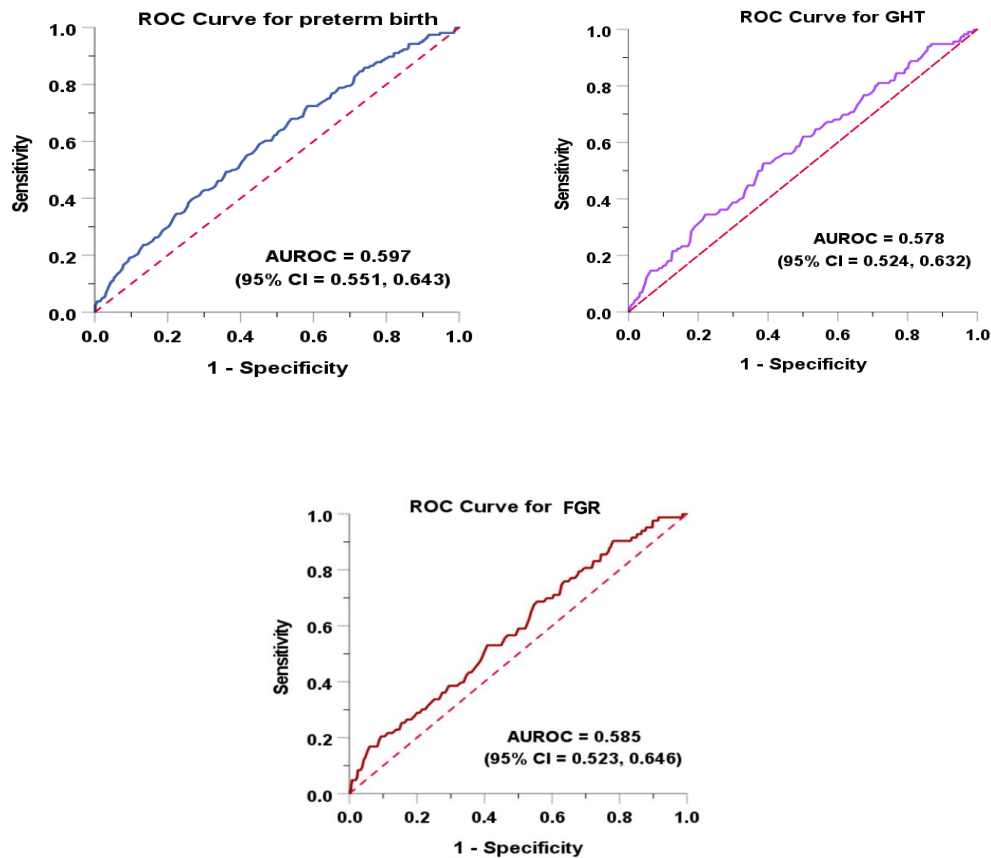 ROC Curve for preterm birth
1.0
0.8
0.6
0.4
0.2
0.0
Sensitivity
AUROC = 0.597
(95% CI = 0.551, 0.643)
0.0 0.2 0.4 0.6 0.8 1.0
1 - Specificity
ROC Curve for GHT
1.0
0.8
0.6
0.4
0.2
0.0
Sensitivity
AUROC = 0.578
(95% CI = 0.524, 0.632)
0.0 0.2 0.4 0.6 0.8 1.0
1 - Specificity
ROC Curve for FGR
1.0
0.8
0.6
0.4
0.2
0.0
Sensitivity
AUROC = 0.585
(95% CI = 0.523, 0.646)
0.0 0.2 0.4 0.6 0.8 1.0
1 - Specificity